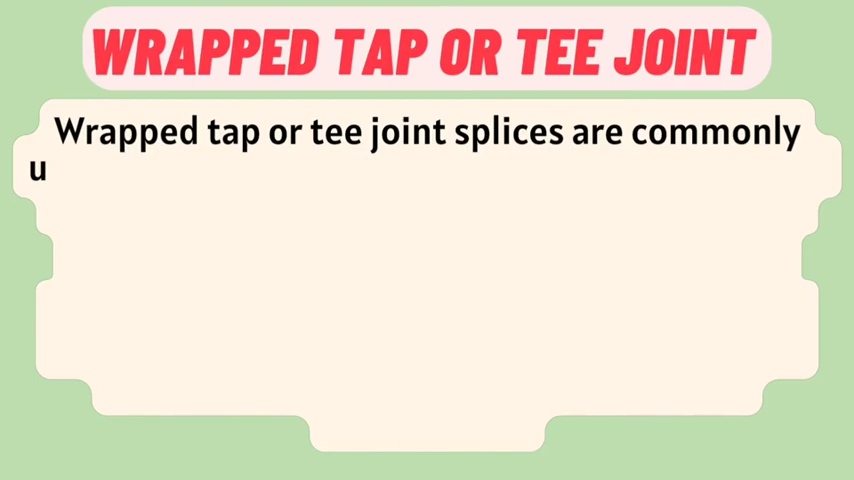 WRAPPED TAP OR TEE JOINT
Wrapped tap or tee joint splices are commonly
u